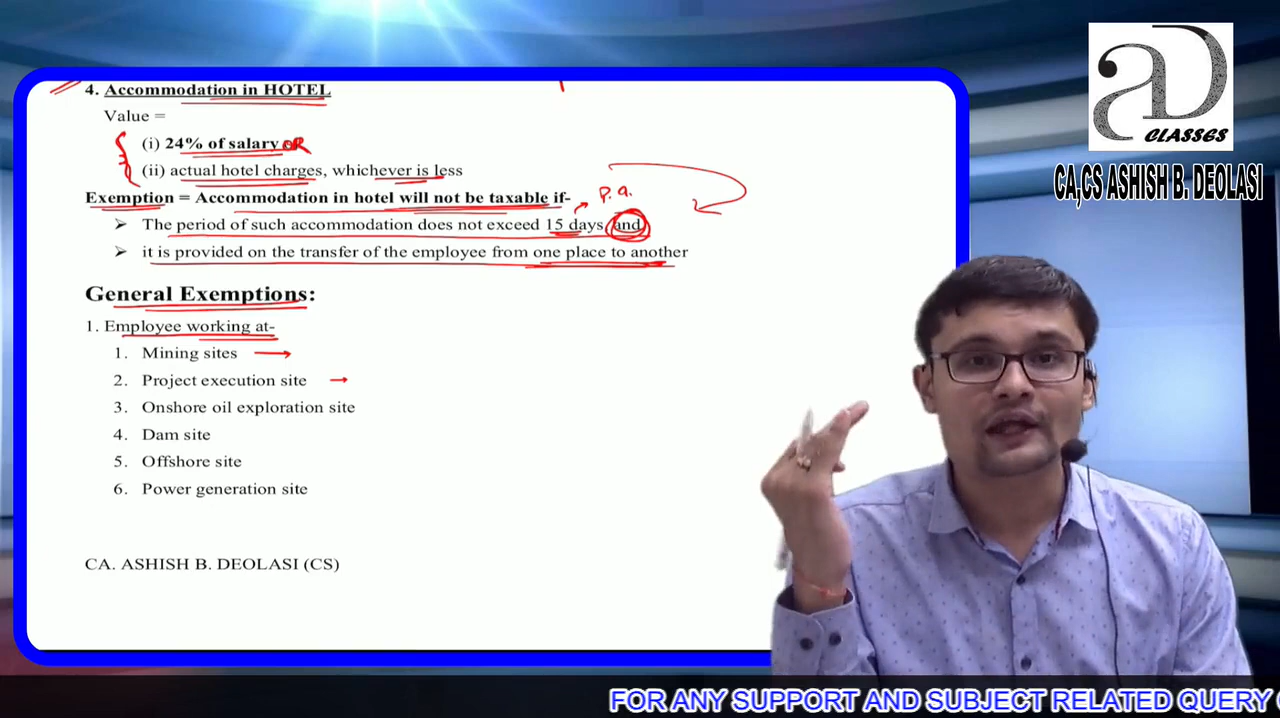 4. Accommodation in HOTEL
Value =
(i) 24% of salary OR
(ii) actual hotel charges, whichever is less
p.a.
Exemption = Accommodation in hotel will not be taxable if-
➢ The period of such accommodation does not exceed 15 days and
➢ it is provided on the transfer of the employee from one place to another
General Exemptions:
1. Employee working at-
1. Mining sites
2. Project execution site
3. Onshore oil exploration site
4. Dam site
5. Offshore site
6. Power generation site
CA. ASHISH B. DEOLASI (CS)
aD
CLASSES
CA,CS ASHISH B. DEOLASI
FOR ANY SUPPORT AND SUBJECT RELATED QUERY